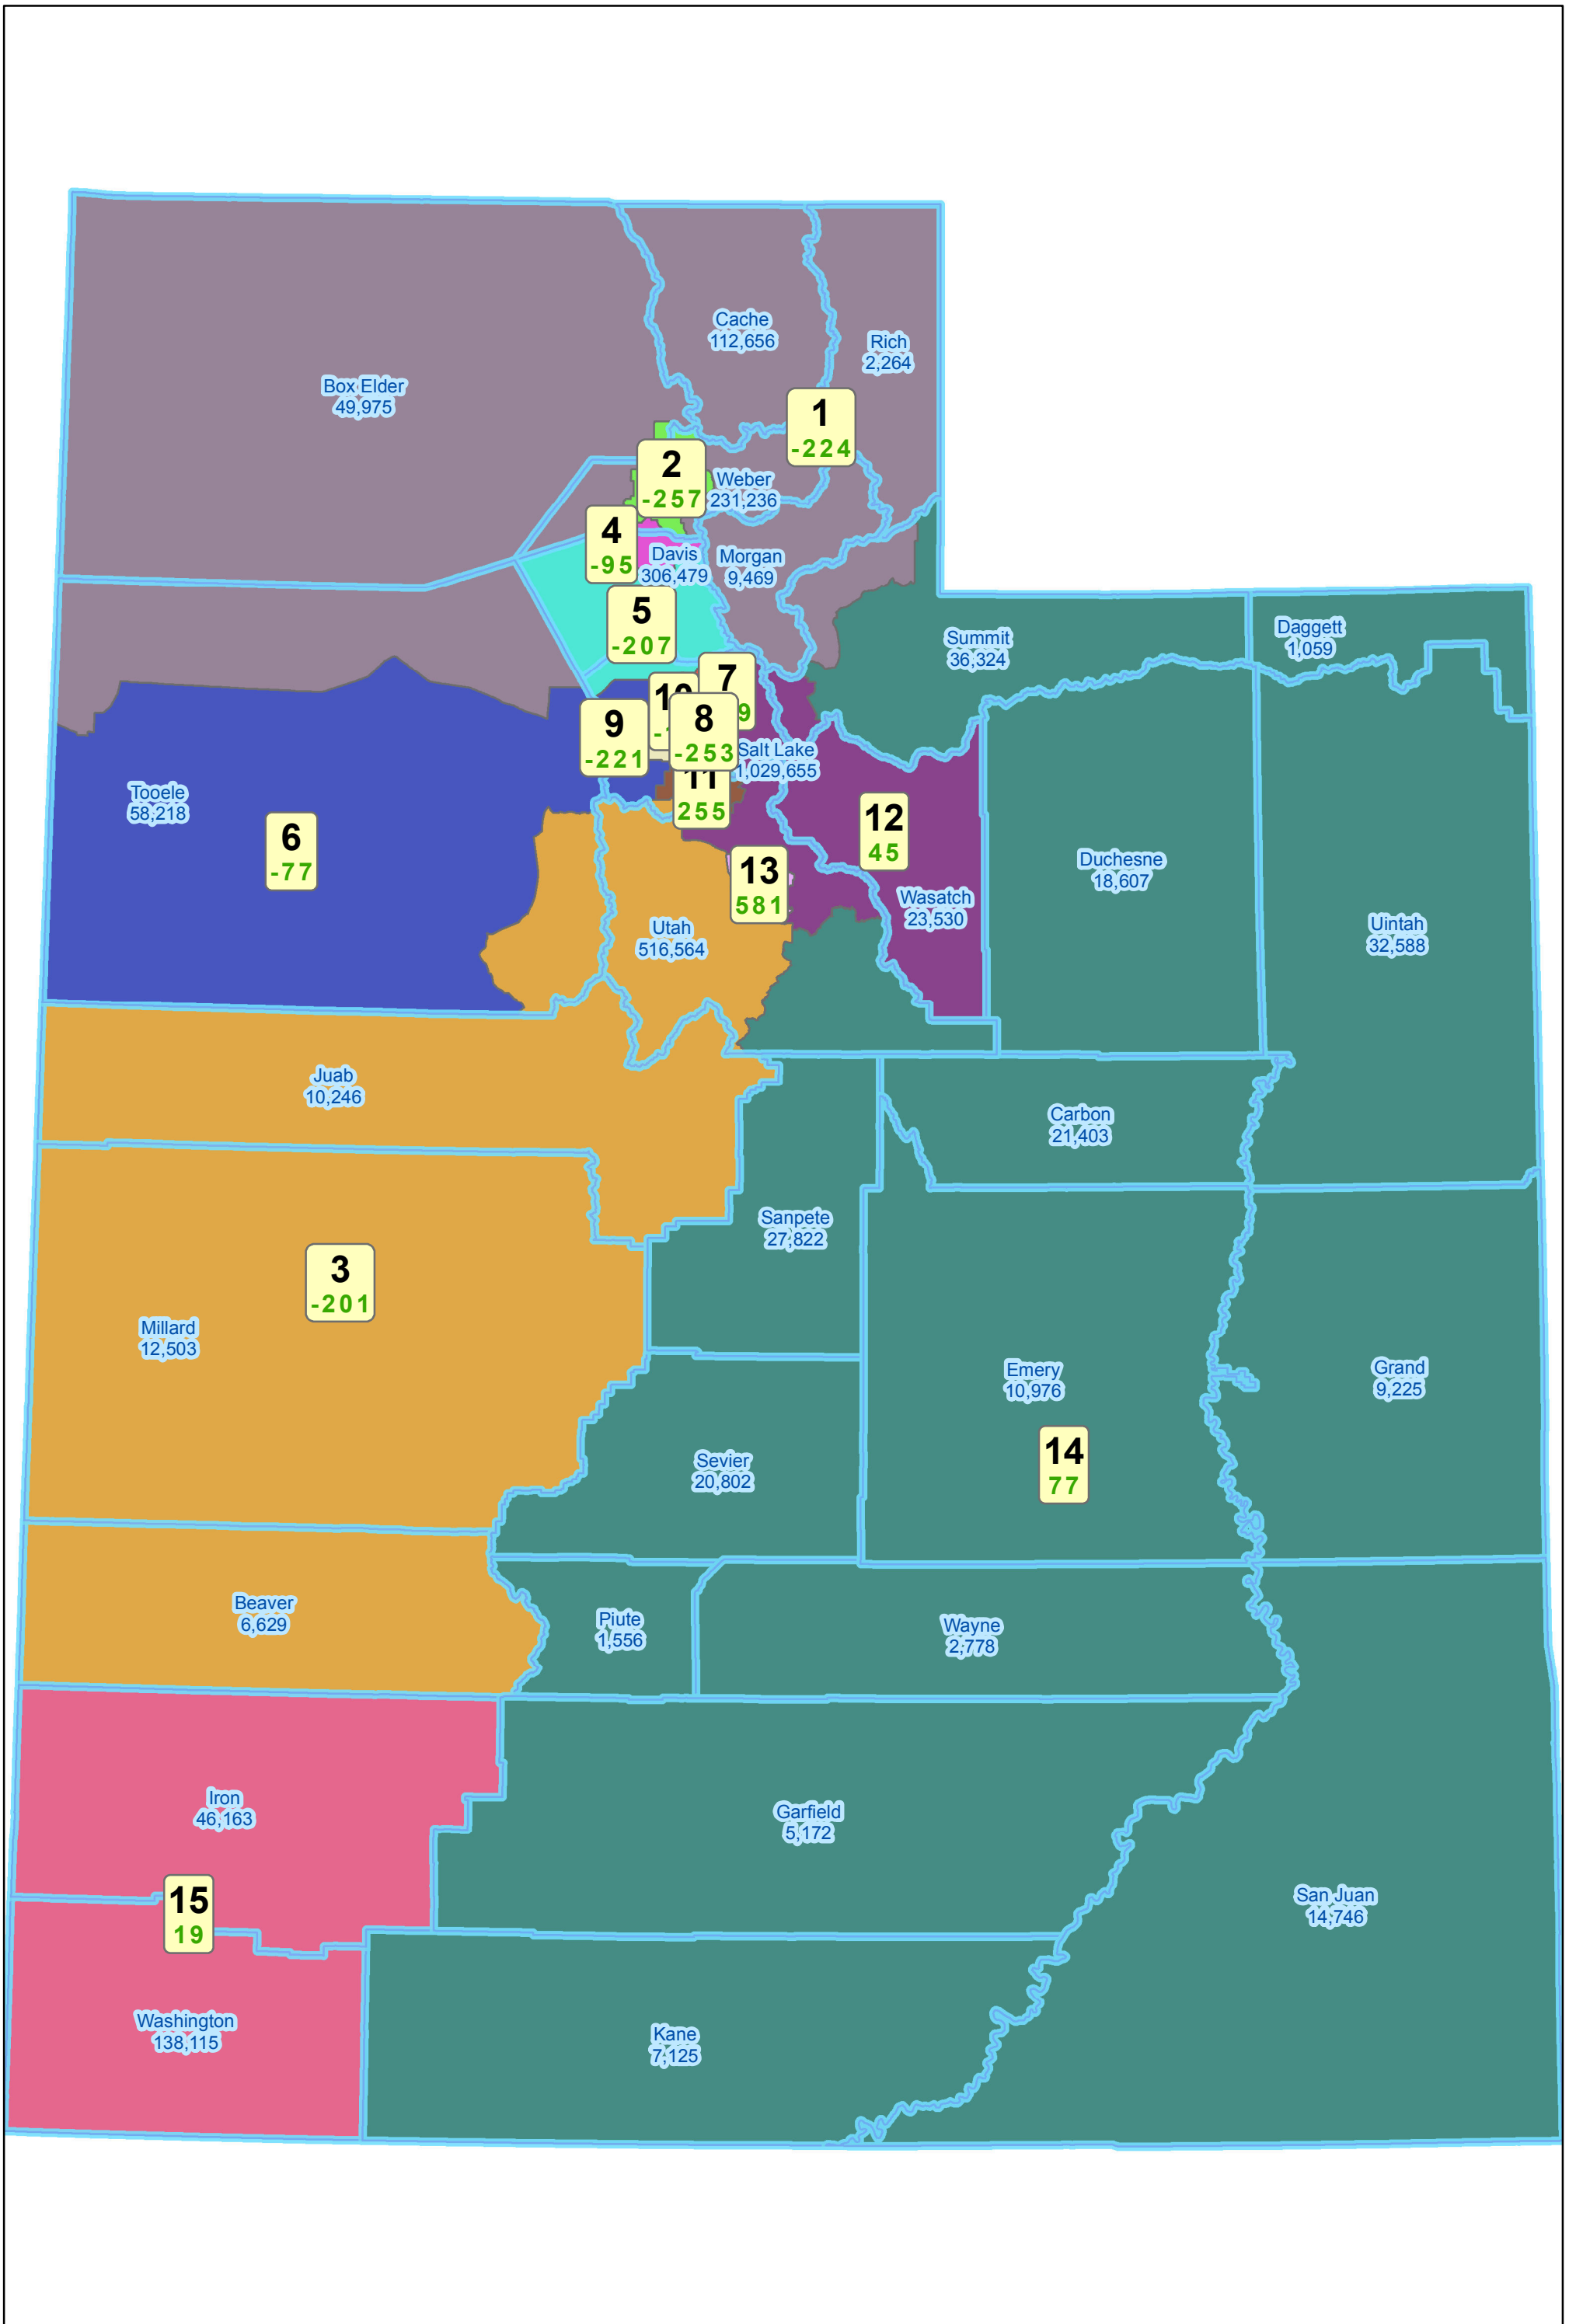 Cache
112,656
Rich
2,264
Box Elder
49,975
1
-224
2
-257
Weber
231,236
4
-95
Davis
306,479
Morgan
9,469
5
-207
Summit
36,324
Daggett
1,059
7
9
8
-253
9
-221
Salt Lake
1,029,655
11
255
Tooele
58,218
6
-77
12
45
13
581
Wasatch
23,530
Duchesne
18,607
Uintah
32,588
Utah
516,564
Juab
10,246
Carbon
21,403
Sanpete
27,822
3
-201
Millard
12,503
Emery
10,976
Grand
9,225
Sevier
20,802
14
77
Beaver
6,629
Piute
1,556
Wayne
2,778
Iron
46,163
Garfield
5,172
15
19
San Juan
14,746
Washington
138,115
Kane
7,125